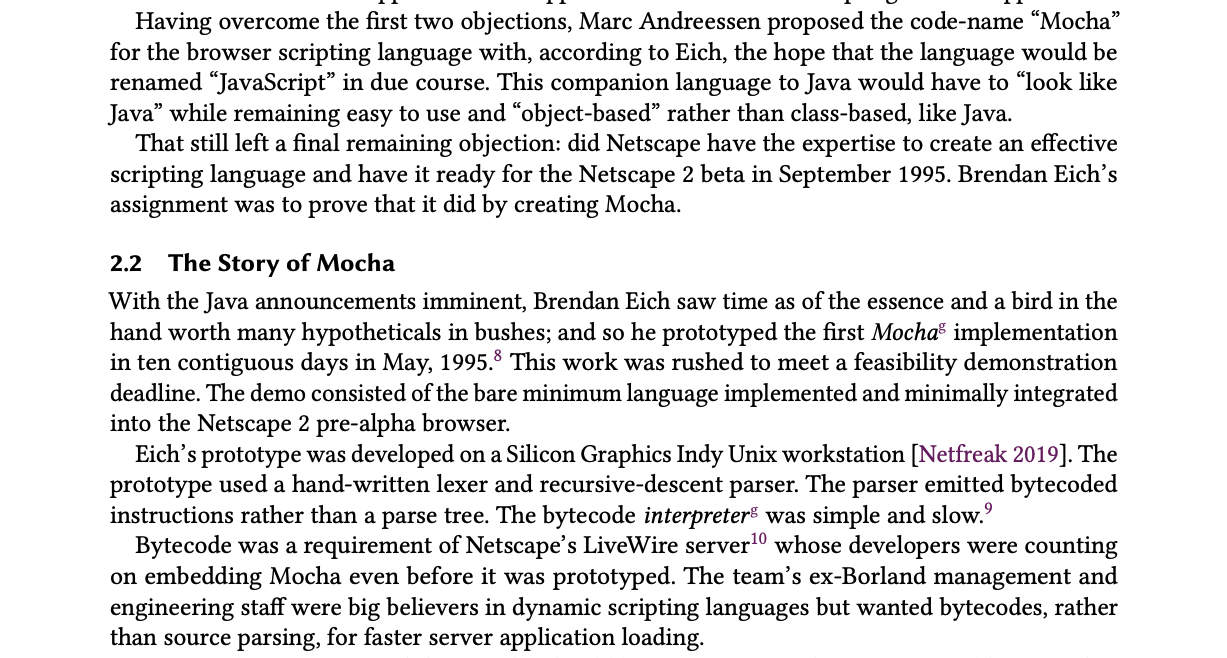 Having overcome the first two objections, Marc Andreessen proposed the code-name “Mocha”
for the browser scripting language with, according to Eich, the hope that the language would be
renamed “JavaScript” in due course. This companion language to Java would have to “look like
Java” while remaining easy to use and “object-based” rather than class-based, like Java.
That still left a final remaining objection: did Netscape have the expertise to create an effective
scripting language and have it ready for the Netscape 2 beta in September 1995. Brendan Eich’s
assignment was to prove that it did by creating Mocha.
2.2 The Story of Mocha
With the Java announcements imminent, Brendan Eich saw time as of the essence and a bird in the
hand worth many hypotheticals in bushes; and so he prototyped the first Mochag implementation
in ten contiguous days in May, 1995.8 This work was rushed to meet a feasibility demonstration
deadline. The demo consisted of the bare minimum language implemented and minimally integrated
into the Netscape 2 pre-alpha browser.
Eich’s prototype was developed on a Silicon Graphics Indy Unix workstation [Netfreak 2019]. The
prototype used a hand-written lexer and recursive-descent parser. The parser emitted bytecoded
instructions rather than a parse tree. The bytecode interpreterg was simple and slow.9
Bytecode was a requirement of Netscape’s LiveWire server10 whose developers were counting
on embedding Mocha even before it was prototyped. The team’s ex-Borland management and
engineering staff were big believers in dynamic scripting languages but wanted bytecodes, rather
than source parsing, for faster server application loading.